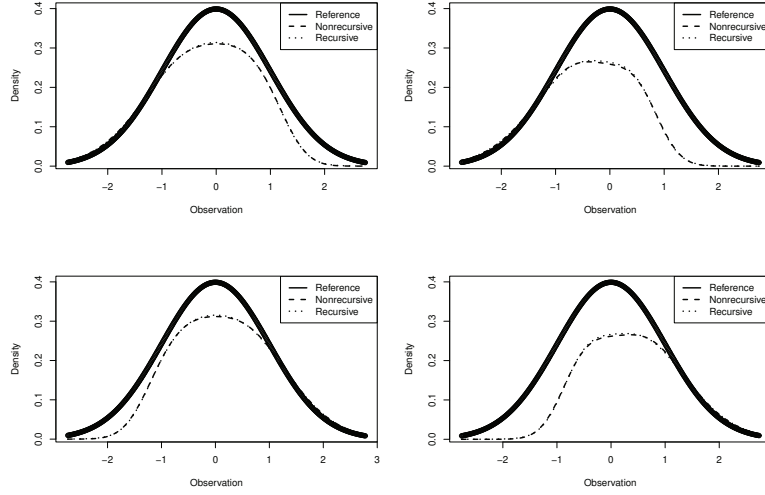 0.4
0.3
0.2
0.1
0.0
Density
−2 −1 0 1 2
Observation
Reference
Nonrecursive
Recursive
0.4
0.3
0.2
0.1
0.0
Density
−2 −1 0 1 2
Observation
Reference
Nonrecursive
Recursive
0.4
0.3
0.2
0.1
0.0
Density
−2 −1 0 1 2 3
Observation
Reference
Nonrecursive
Recursive
0.4
0.3
0.2
0.1
0.0
Density
−2 −1 0 1 2
Observation
Reference
Nonrecursive
Recursive